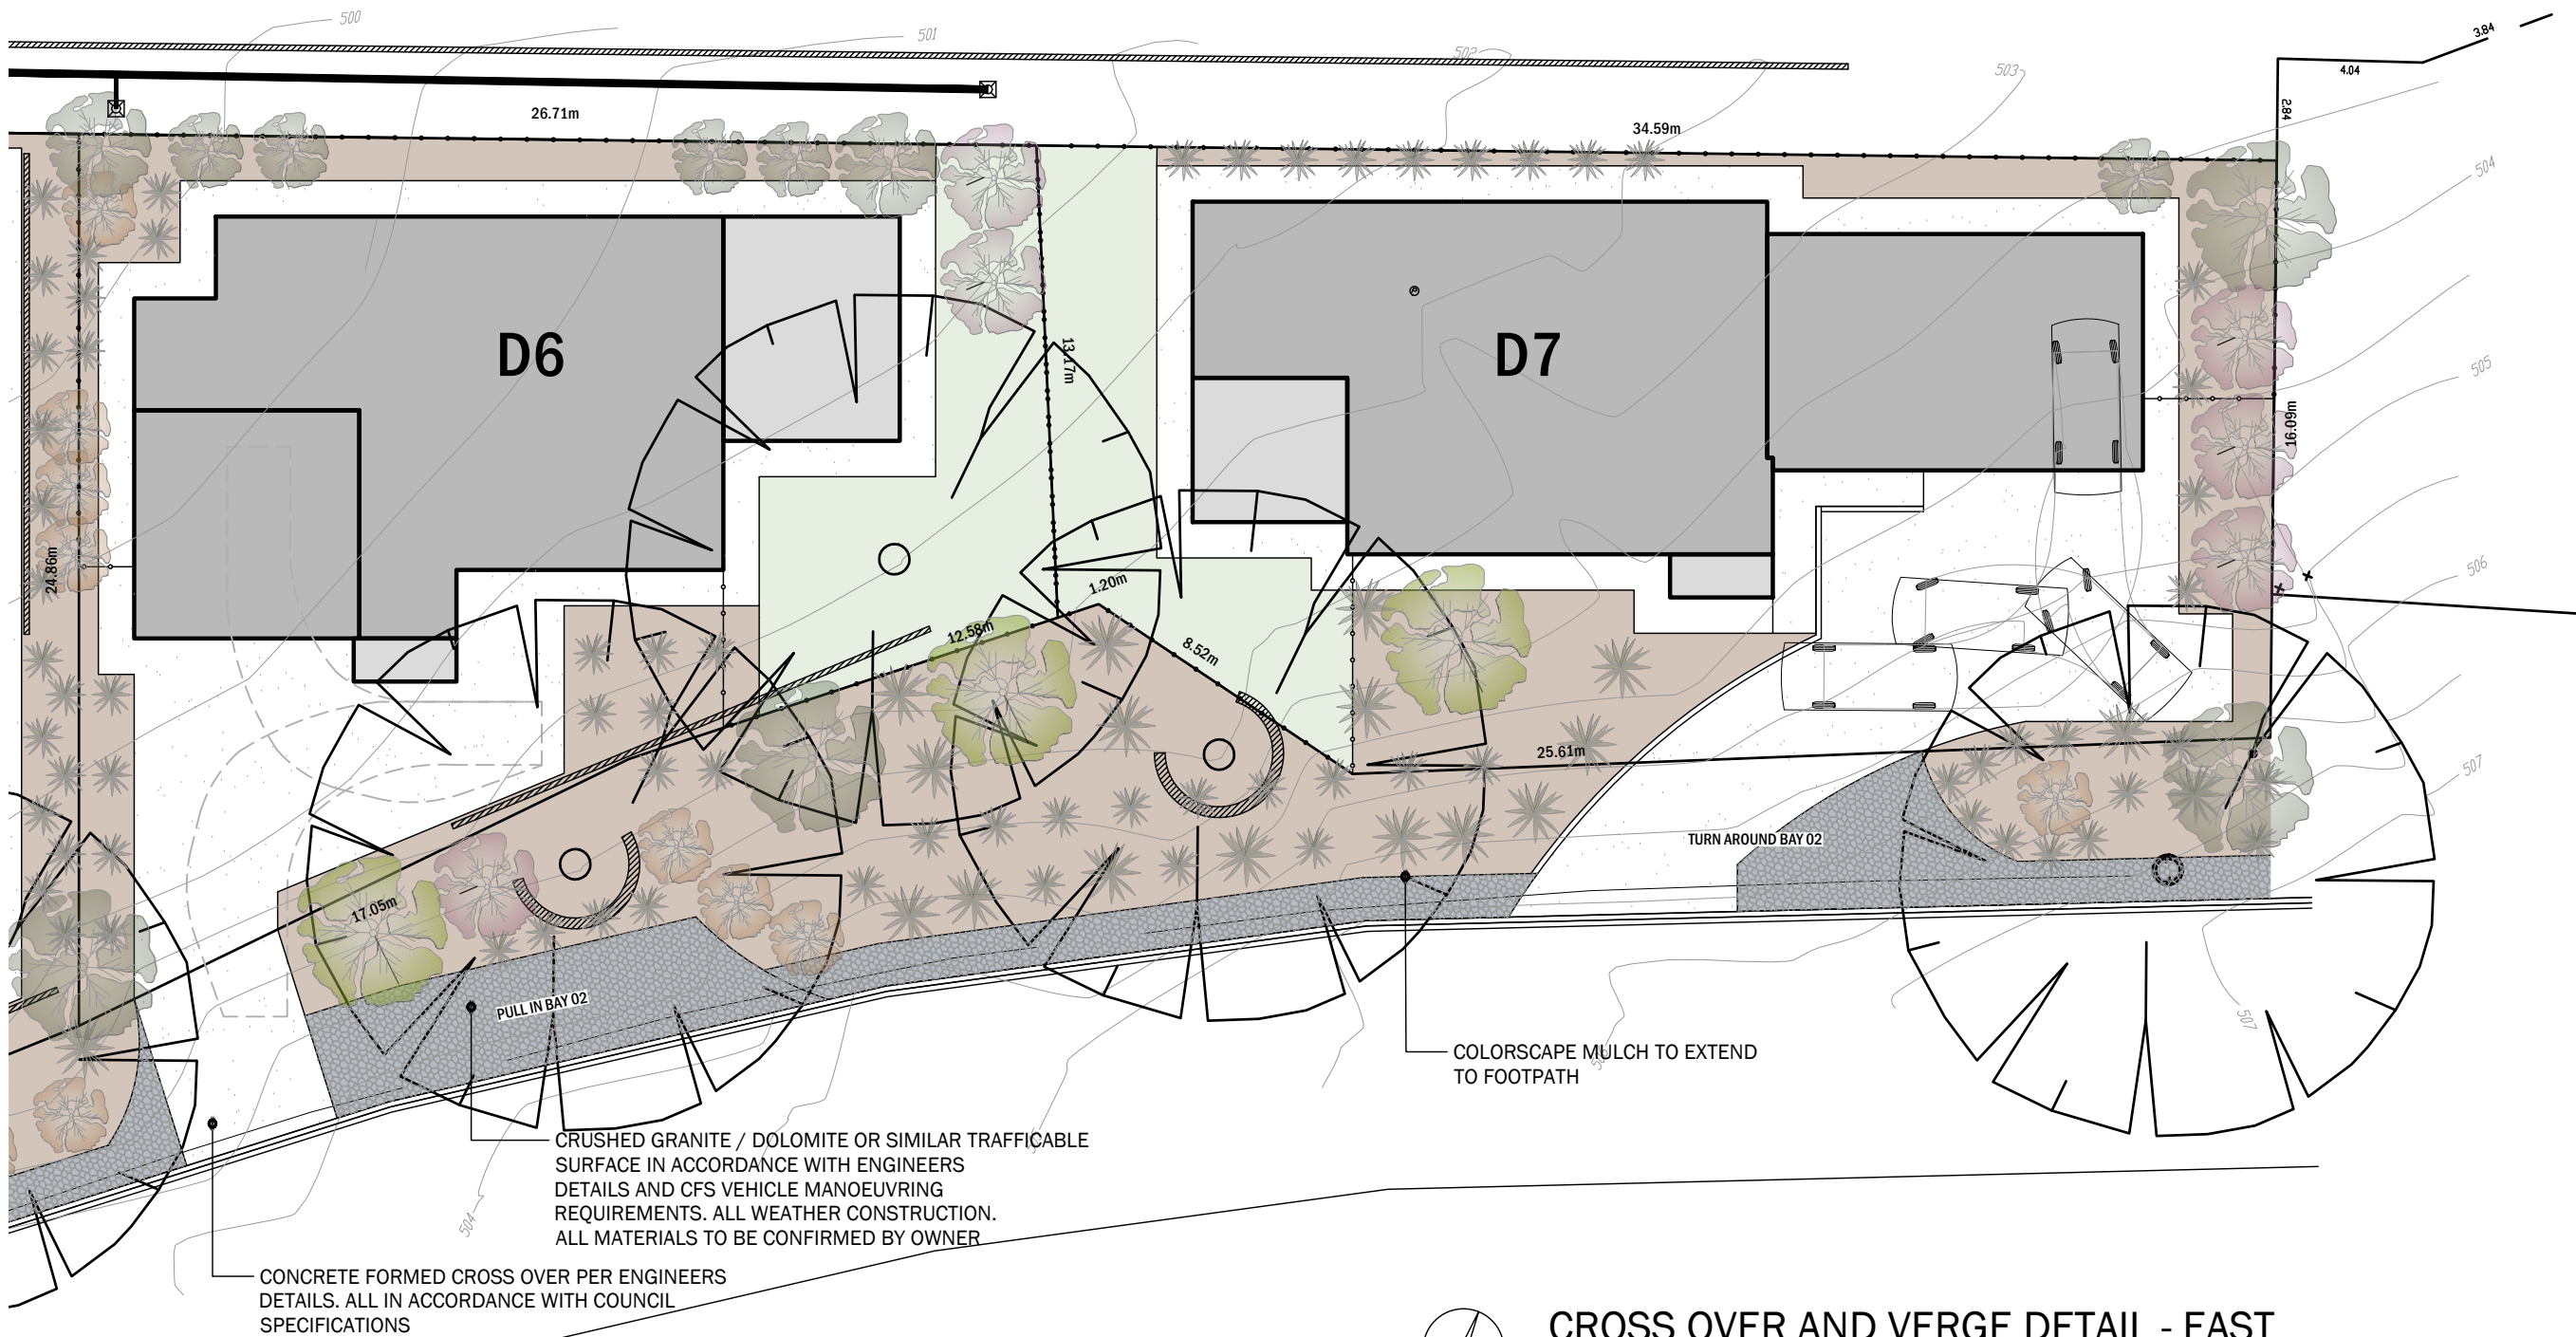 500
501
502
503
3.84
4.04
2.84
26.71m
34.59m
504
D6
D7
13.17m
505
16.09m
24.86m
506
1.20m
12.58m
8.52m
25.61m
507
TURN AROUND BAY 02
17.05m
PULL IN BAY 02
507
COLORSCAPE MULCH TO EXTEND
TO FOOTPATH
CRUSHED GRANITE / DOLOMITE OR SIMILAR TRAFFICABLE
SURFACE IN ACCORDANCE WITH ENGINEERS
DETAILS AND CFS VEHICLE MANOEUVRING
REQUIREMENTS. ALL WEATHER CONSTRUCTION.
ALL MATERIALS TO BE CONFIRMED BY OWNER
504
CONCRETE FORMED CROSS OVER PER ENGINEERS
DETAILS. ALL IN ACCORDANCE WITH COUNCIL
SPECIFICATIONS
CROSS OVER AND VERGE DETAIL - EAST